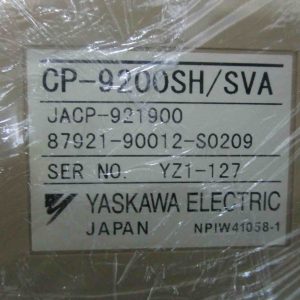 CP-9200SH/SVA
JACP-921900
87921-90012-S0209
SER NO. YZ1-127
YASKAWA ELECTRIC
JAPAN NPIW41058-1